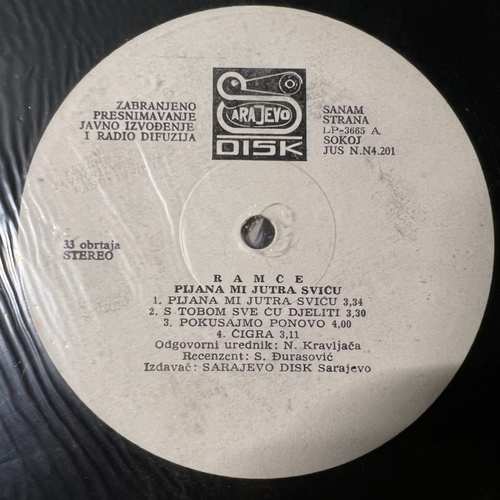 ZABRANJENO
PRESNIMAVANJE
JAVNO IZVOĐENJE
I RADIO DIFUZIJA
SARAJEVO
DISK
SANAM
STRANA
LP-3665 A
SOKOJ
JUS N.N4.201
33 obrtaja
STEREO
RAMČE
PIJANA MI JUTRA SVIĆU
1. PIJANA MI JUTRA SVIĆU 3,34
2. S TOBOM SVE ĆU DJELITI 3,30
3. POKUSAJMO PONOVO 4,00
4. ČIGRA 3,11
Odgovorni urednik: N. Kravljača
Recenzent: S. Đurasović
Izdavač: SARAJEVO DISK Sarajevo